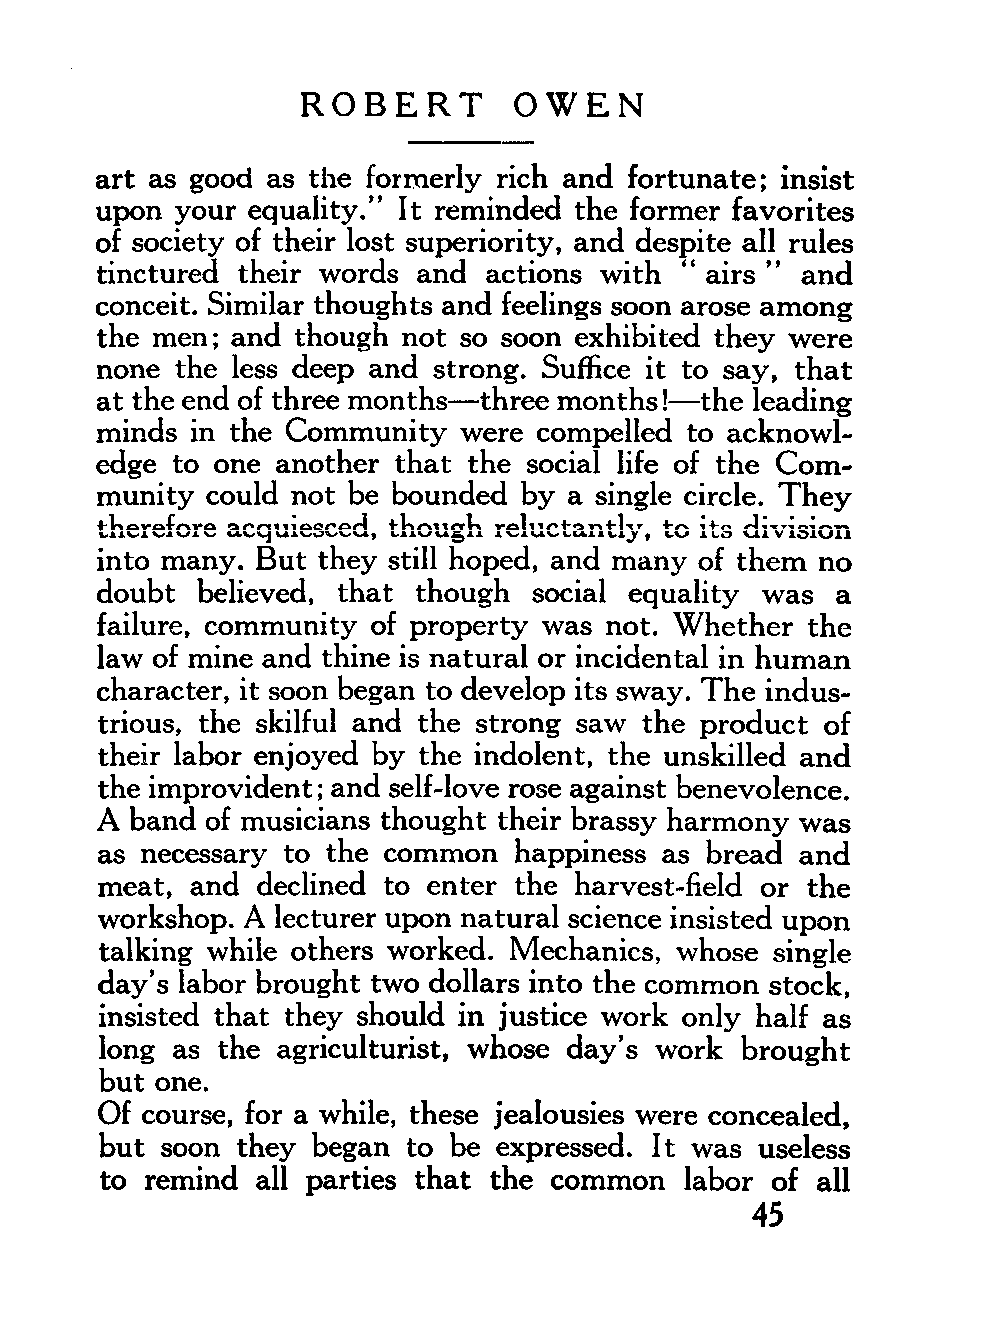 ROBERT OWEN
art as good as the formerly rich and fortunate; insist
upon your equality.” It reminded the former favorites
of society of their lost superiority, and despite all rules
tinctured their words and actions with “ airs ” and
conceit. Similar thoughts and feelings soon arose among
the men; and though not so soon exhibited they were
none the less deep and strong. Suffice it to say, that
at the end of three months—three months!—the leading
minds in the Community were compelled to acknowl-
edge to one another that the social life of the Com-
munity could not be bounded by a single circle. They
therefore acquiesced, though reluctantly, to its division
into many. But they still hoped, and many of them no
doubt believed, that though social equality was a
failure, community of property was not. Whether the
law of mine and thine is natural or incidental in human
character, it soon began to develop its sway. The indus-
trious, the skilful and the strong saw the product of
their labor enjoyed by the indolent, the unskilled and
the improvident; and self-love rose against benevolence.
A band of musicians thought their brassy harmony was
as necessary to the common happiness as bread and
meat, and declined to enter the harvest-field or the
workshop. A lecturer upon natural science insisted upon
talking while others worked. Mechanics, whose single
day’s labor brought two dollars into the common stock,
insisted that they should in justice work only half as
long as the agriculturist, whose day’s work brought
but one.
Of course, for a while, these jealousies were concealed,
but soon they began to be expressed. It was useless
to remind all parties that the common labor of all
45